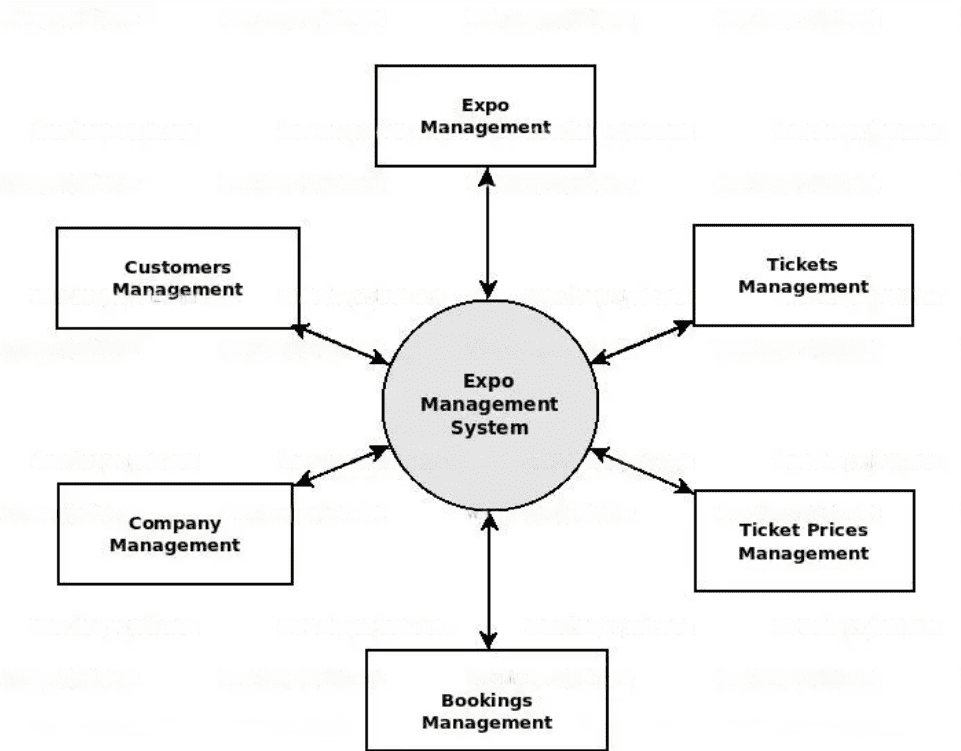 Expo
Management
Customers
Management
Tickets
Management
Expo
Management
System
Company
Management
Ticket Prices
Management
Bookings
Management